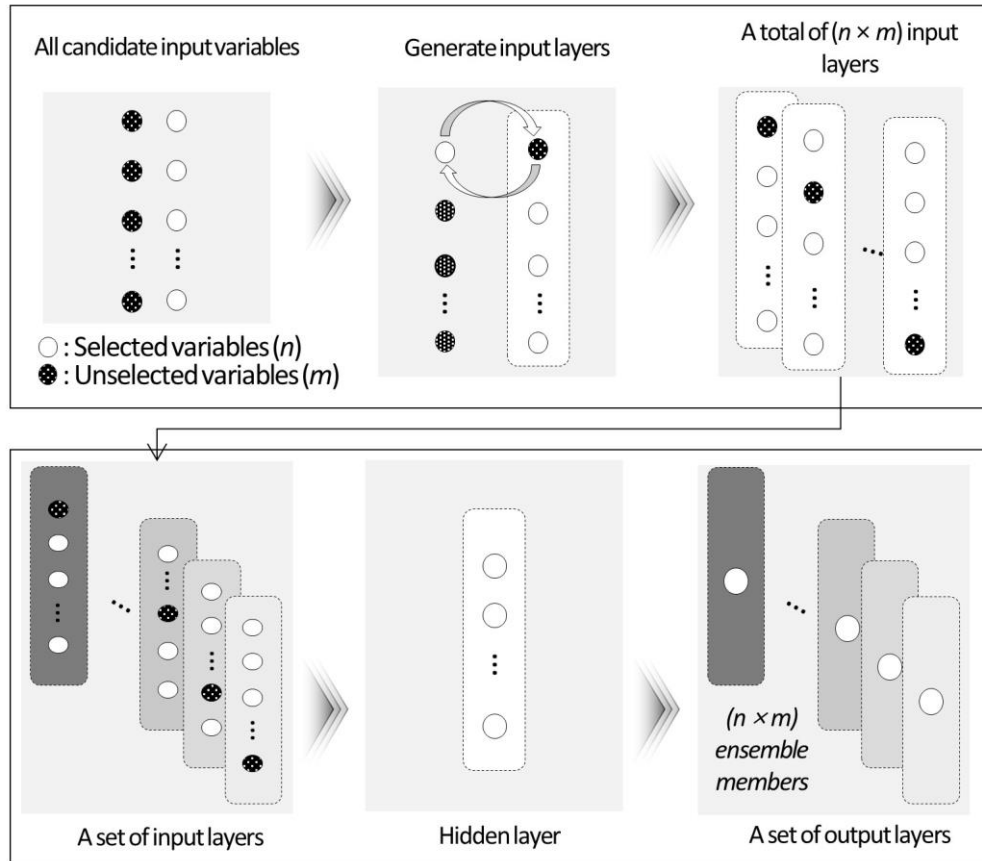 All candidate input variables
Generate input layers
A total of (n × m) input
layers
: Selected variables (n)
: Unselected variables (m)
(n × m)
ensemble
members
A set of input layers
Hidden layer
A set of output layers